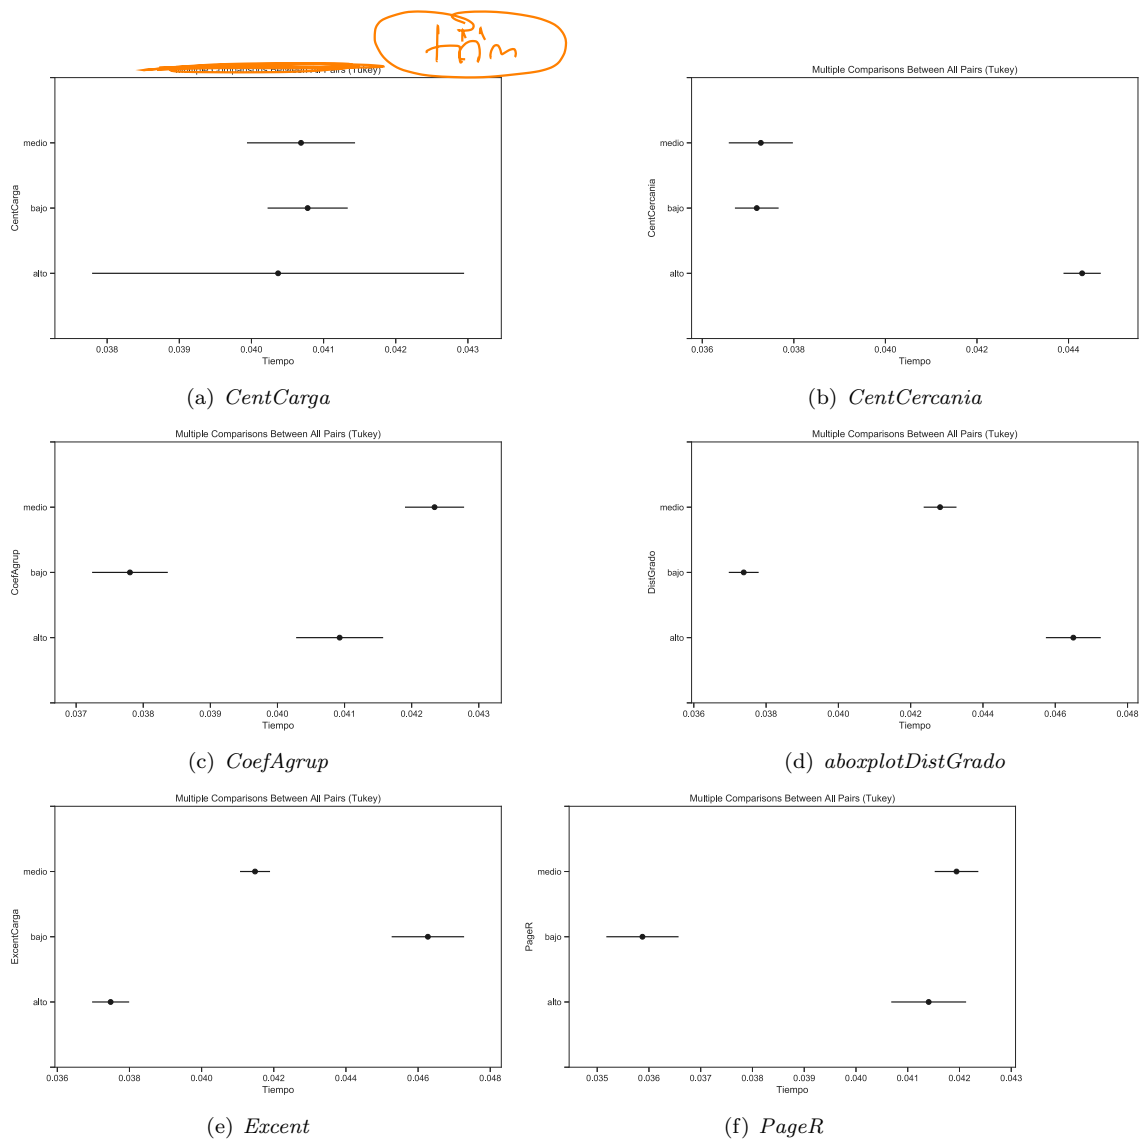 trim
Multiple Comparisons Between All Pairs (Tukey)
CentCarga
medio
bajo
alto
0.038 0.039 0.040 0.041 0.042 0.043
Tiempo
(a) CentCarga
Multiple Comparisons Between All Pairs (Tukey)
CentCercania
medio
bajo
alto
0.036 0.038 0.040 0.042 0.044
Tiempo
(b) CentCercania
Multiple Comparisons Between All Pairs (Tukey)
CoefAgrup
medio
bajo
alto
0.037 0.038 0.039 0.040 0.041 0.042 0.043
Tiempo
(c) CoefAgrup
Multiple Comparisons Between All Pairs (Tukey)
DistGrado
medio
bajo
alto
0.036 0.038 0.040 0.042 0.044 0.046 0.048
Tiempo
(d) aboxplotDistGrado
Multiple Comparisons Between All Pairs (Tukey)
ExcentCarga
medio
bajo
alto
0.036 0.038 0.040 0.042 0.044 0.046 0.048
Tiempo
(e) Excent
Multiple Comparisons Between All Pairs (Tukey)
PageR
medio
bajo
alto
0.035 0.036 0.037 0.038 0.039 0.040 0.041 0.042 0.043
Tiempo
(f) PageR